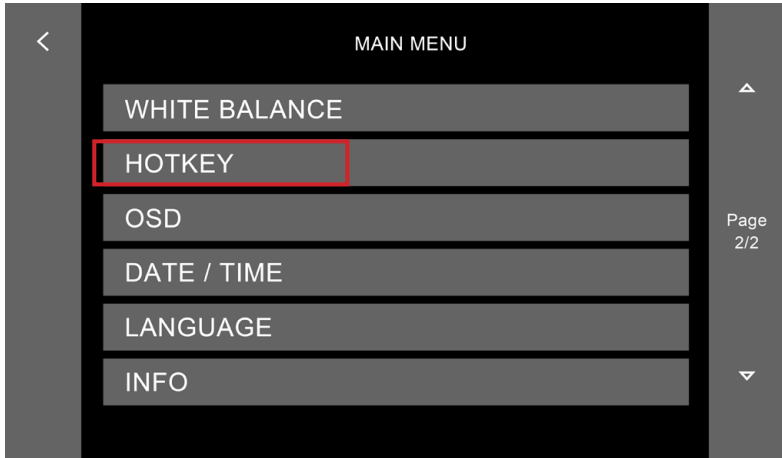 MAIN MENU
WHITE BALANCE
HOTKEY
OSD
DATE / TIME
LANGUAGE
INFO
Page
2/2